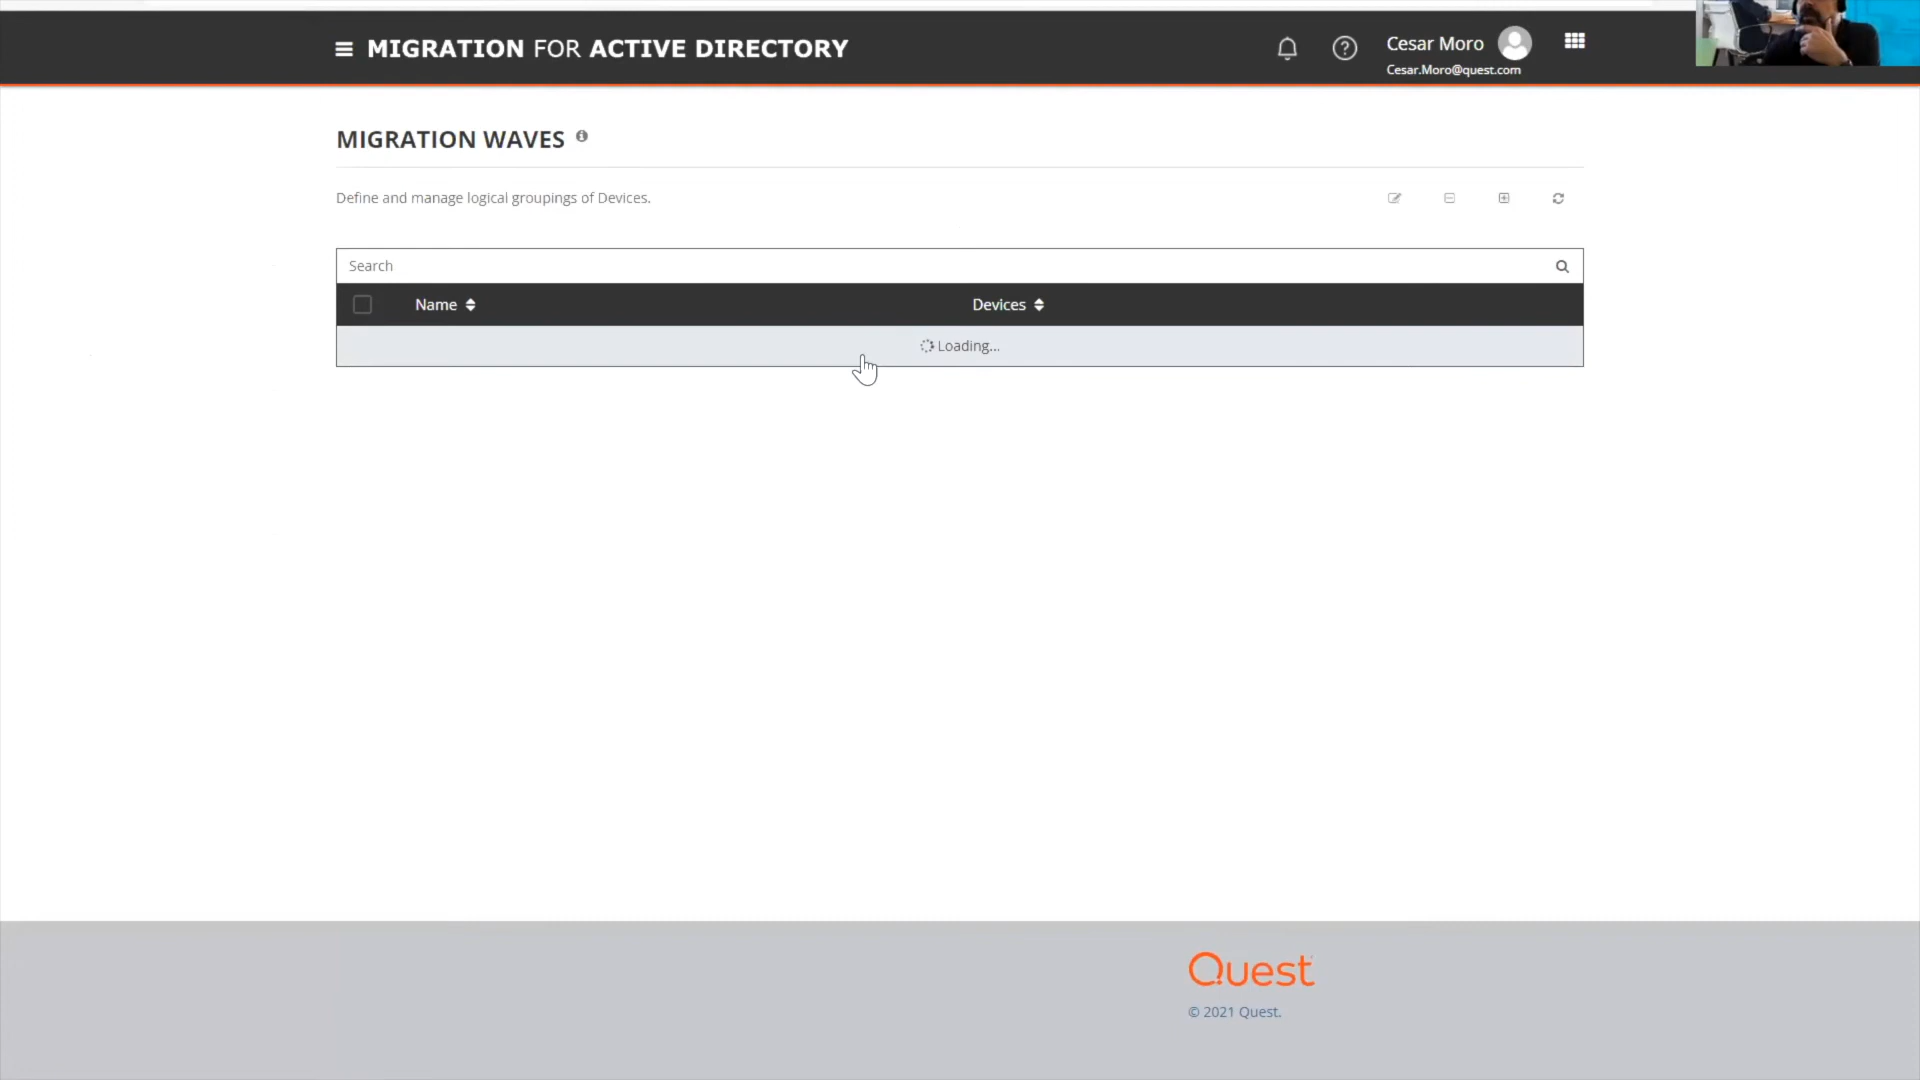 MIGRATION FOR ACTIVE DIRECTORY
Cesar Moro
Cesar.Moro@quest.com
MIGRATION WAVES
Define and manage logical groupings of Devices.
Search
Name
Devices
Loading...
Quest
© 2021 Quest.